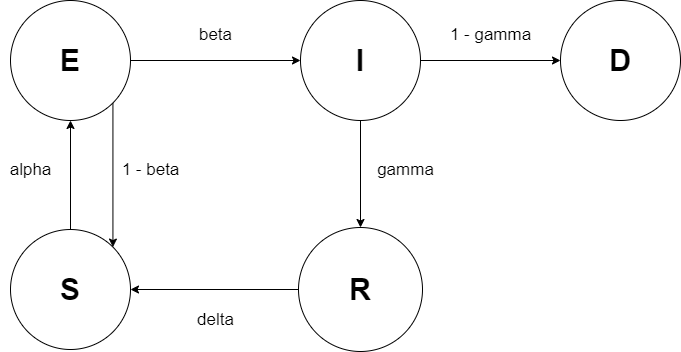 beta
1 - gamma
E
I
D
alpha
1 - beta
gamma
S
R
delta